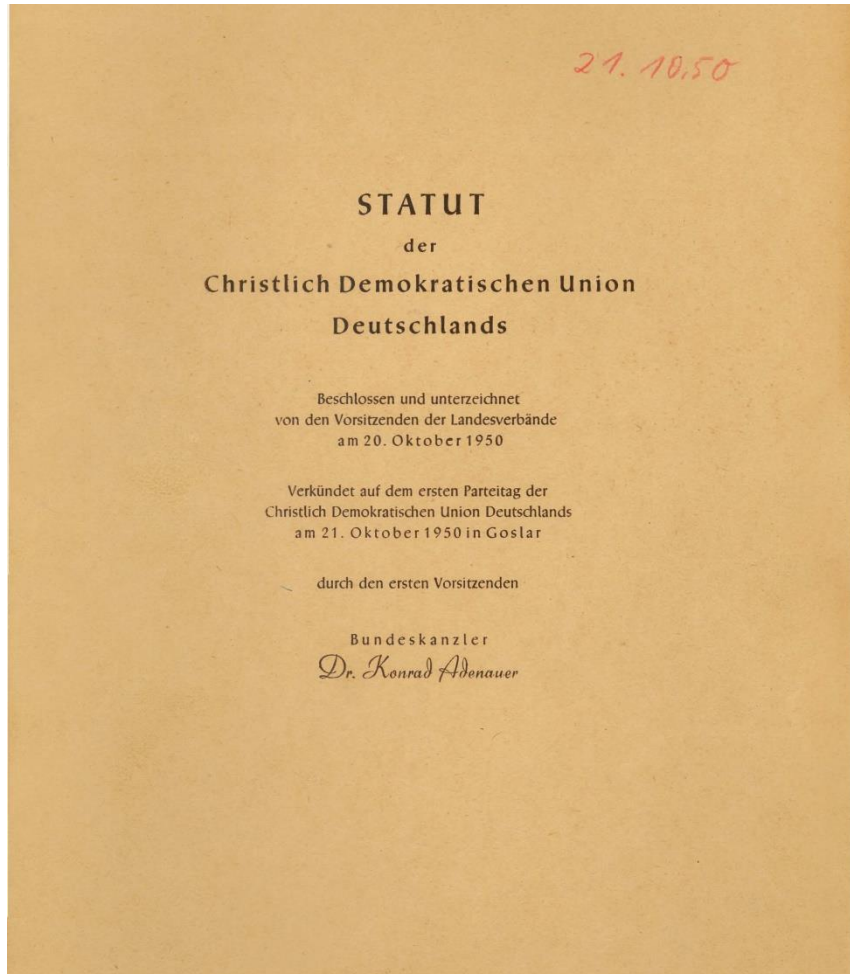 21. 10.50
STATUT
der
Christlich Demokratischen Union
Deutschlands
Beschlossen und unterzeichnet
von den Vorsitzenden der Landesverbände
am 20. Oktober 1950
Verkündet auf dem ersten Parteitag der
Christlich Demokratischen Union Deutschlands
am 21. Oktober 1950 in Goslar
durch den ersten Vorsitzenden
Bundeskanzler
Dr. Konrad Adenauer